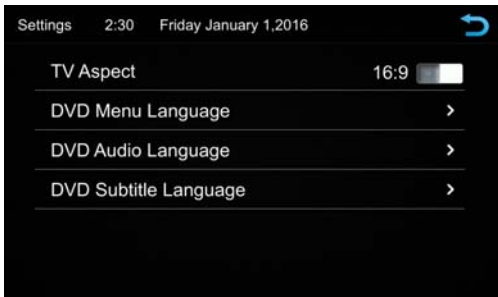 Settings 2:30 Friday January 1,2016
TV Aspect 16:9
DVD Menu Language
DVD Audio Language
DVD Subtitle Language